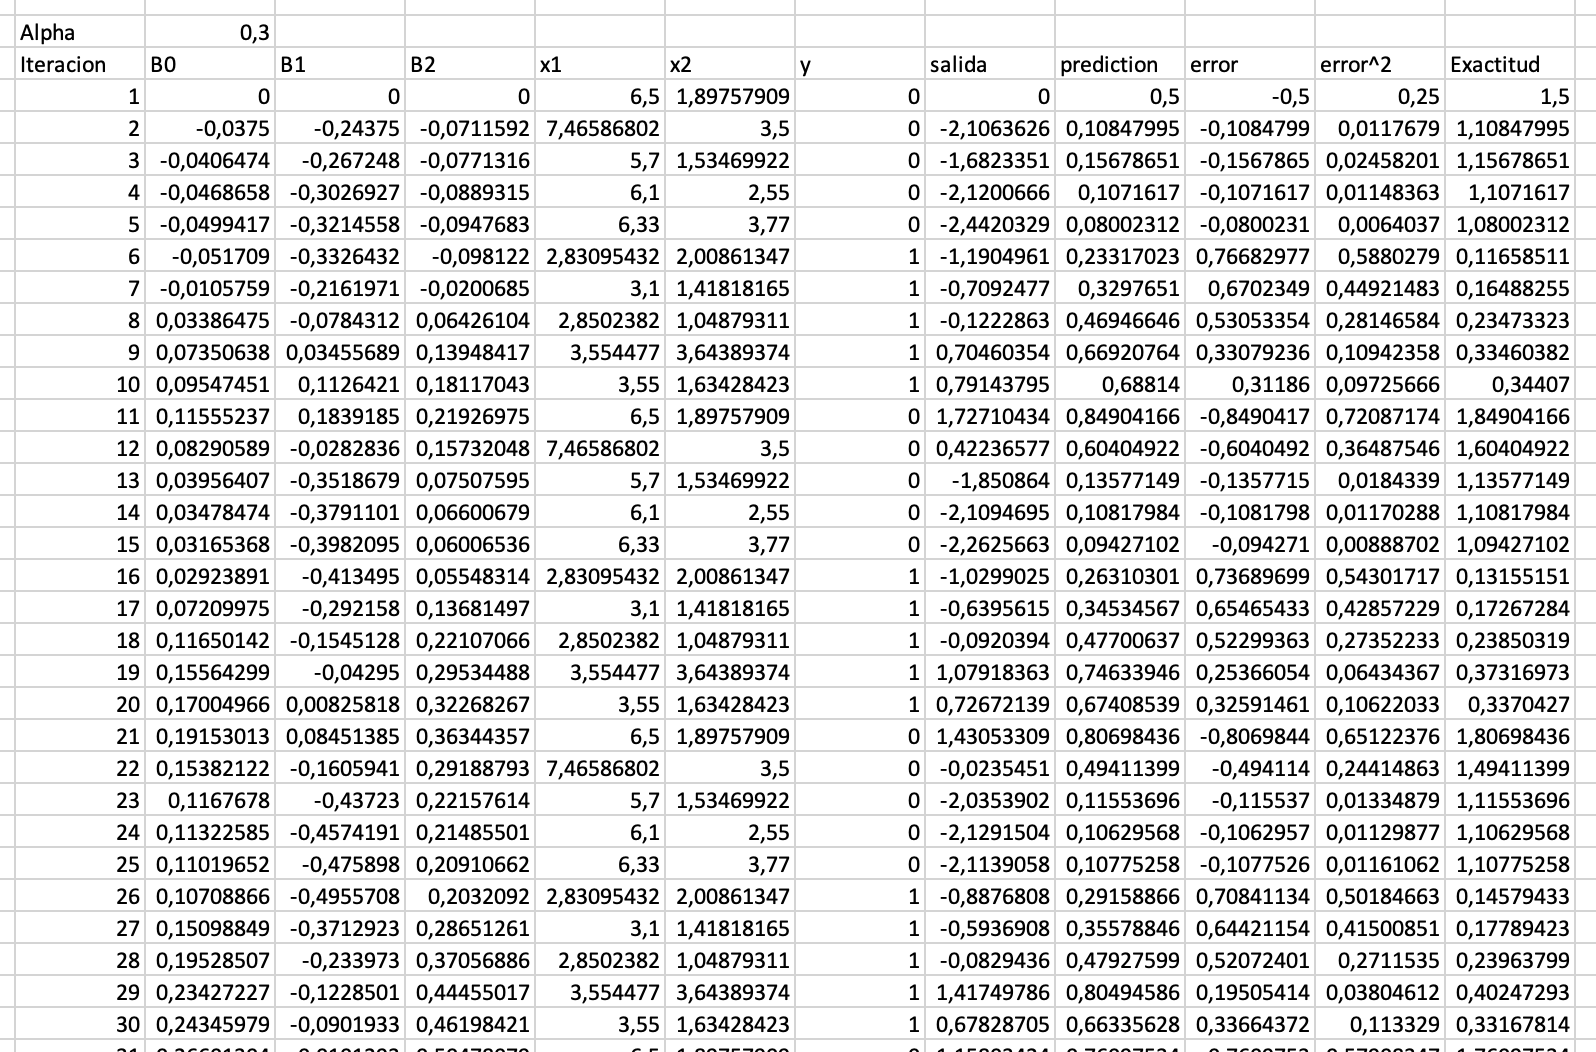 Alpha 0,3
Iteracion B0 B1 B2 x1 x2 y salida prediction error error^2 Exactitud
1 0 0 0 6,5 1,89757909 0 0 0,5 -0,5 0,25 1,5
2 -0,0375 -0,24375 -0,0711592 7,46586802 3,5 0 -2,1063626 0,10847995 -0,1084799 0,0117679 1,10847995
3 -0,0406474 -0,267248 -0,0771316 5,7 1,53469922 0 -1,6823351 0,15678651 -0,1567865 0,02458201 1,15678651
4 -0,0468658 -0,3026927 -0,0889315 6,1 2,55 0 -2,1200666 0,1071617 -0,1071617 0,01148363 1,1071617
5 -0,0499417 -0,3214558 -0,0947683 6,33 3,77 0 -2,4420329 0,08002312 -0,0800231 0,0064037 1,08002312
6 -0,051709 -0,3326432 -0,098122 2,83095432 2,00861347 1 -1,1904961 0,23317023 0,76682977 0,5880279 0,11658511
7 -0,0105759 -0,2161971 -0,0200685 3,1 1,41818165 1 -0,7092477 0,3297651 0,6702349 0,44921483 0,16488255
8 0,03386475 -0,0784312 0,06426104 2,8502382 1,04879311 1 -0,1222863 0,46946646 0,53053354 0,28146584 0,23473323
9 0,07350638 0,03455689 0,13948417 3,554477 3,64389374 1 0,70460354 0,66920764 0,33079236 0,10942358 0,33460382
10 0,09547451 0,1126421 0,18117043 3,55 1,63428423 1 0,79143795 0,68814 0,31186 0,09725666 0,34407
11 0,11555237 0,1839185 0,21926975 6,5 1,89757909 0 1,72710434 0,84904166 -0,8490417 0,72087174 1,84904166
12 0,08290589 -0,0282836 0,15732048 7,46586802 3,5 0 0,42236577 0,60404922 -0,6040492 0,36487546 1,60404922
13 0,03956407 -0,3518679 0,07507595 5,7 1,53469922 0 -1,850864 0,13577149 -0,1357715 0,0184339 1,13577149
14 0,03478474 -0,3791101 0,06600679 6,1 2,55 0 -2,1094695 0,10817984 -0,1081798 0,01170288 1,10817984
15 0,03165368 -0,3982095 0,06006536 6,33 3,77 0 -2,2625663 0,09427102 -0,094271 0,00888702 1,09427102
16 0,02923891 -0,413495 0,05548314 2,83095432 2,00861347 1 -1,0299025 0,26310301 0,73689699 0,54301717 0,13155151
17 0,07209975 -0,292158 0,13681497 3,1 1,41818165 1 -0,6395615 0,34534567 0,65465433 0,42857229 0,17267284
18 0,11650142 -0,1545128 0,22107066 2,8502382 1,04879311 1 -0,0920394 0,47700637 0,52299363 0,27352233 0,23850319
19 0,15564299 -0,04295 0,29534488 3,554477 3,64389374 1 1,07918363 0,74633946 0,25366054 0,06434367 0,37316973
20 0,17004966 0,00825818 0,32268267 3,55 1,63428423 1 0,72672139 0,67408539 0,32591461 0,10622033 0,3370427
21 0,19153013 0,08451385 0,36344357 6,5 1,89757909 0 1,43053309 0,80698436 -0,8069844 0,65122376 1,80698436
22 0,15382122 -0,1605941 0,29188793 7,46586802 3,5 0 -0,0235451 0,49411399 -0,494114 0,24414863 1,49411399
23 0,1167678 -0,43723 0,22157614 5,7 1,53469922 0 -2,0353902 0,11553696 -0,115537 0,01334879 1,11553696
24 0,11322585 -0,4574191 0,21485501 6,1 2,55 0 -2,1291504 0,10629568 -0,1062957 0,01129877 1,10629568
25 0,11019652 -0,475898 0,20910662 6,33 3,77 0 -2,1139058 0,10775258 -0,1077526 0,01161062 1,10775258
26 0,10708866 -0,4955708 0,2032092 2,83095432 2,00861347 1 -0,8876808 0,29158866 0,70841134 0,50184663 0,14579433
27 0,15098849 -0,3712923 0,28651261 3,1 1,41818165 1 -0,5936908 0,35578846 0,64421154 0,41500851 0,17789423
28 0,19528507 -0,233973 0,37056886 2,8502382 1,04879311 1 -0,0829436 0,47927599 0,52072401 0,2711535 0,23963799
29 0,23427227 -0,1228501 0,44455017 3,554477 3,64389374 1 1,41749786 0,80494586 0,19505414 0,03804612 0,40247293
30 0,24345979 -0,0901933 0,46198421 3,55 1,63428423 1 0,67828705 0,66335628 0,33664372 0,113329 0,33167814